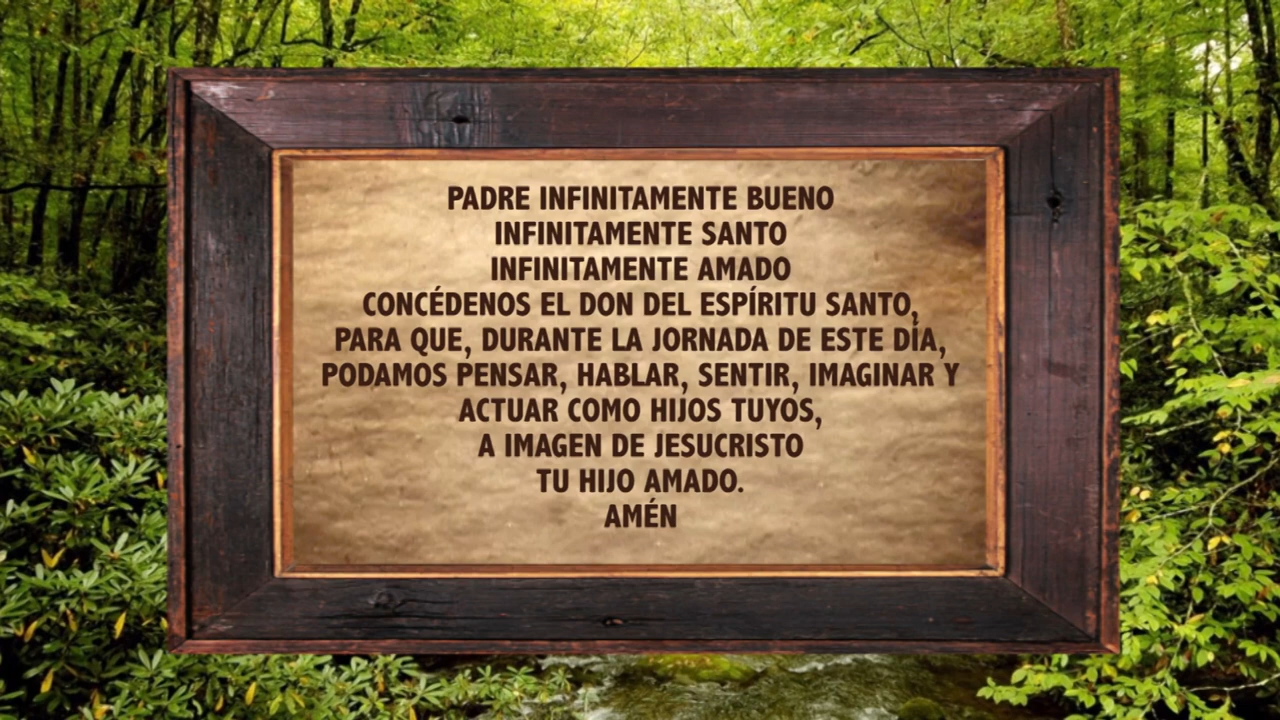 PADRE INFINITAMENTE BUENO
INFINITAMENTE SANTO
INFINITAMENTE AMADO
CONCÉDENOS EL DON DEL ESPÍRITU SANTO,
PARA QUE, DURANTE LA JORNADA DE ESTE DÍA,
PODAMOS PENSAR, HABLAR, SENTIR, IMAGINAR Y
ACTUAR COMO HIJOS TUYOS,
A IMAGEN DE JESUCRISTO
TU HIJO AMADO.
AMÉN